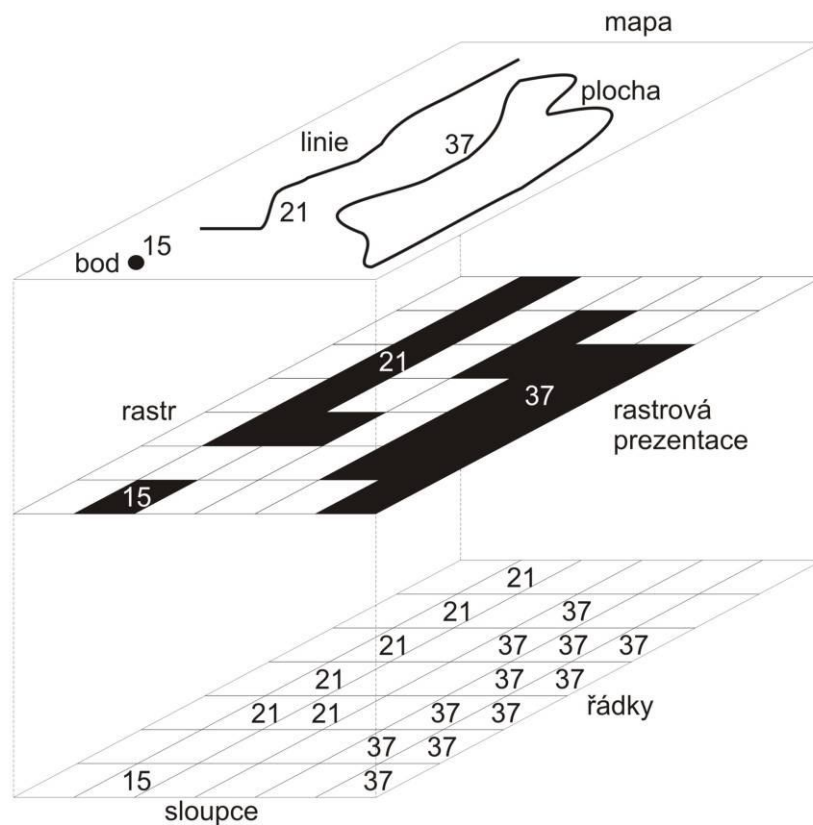 mapa
plocha
linie
37
21
15
bod
21
37
rastr
rastrová
prezentace
15
21
21 37
21 37 37 37
21 37 37
21 21 37 37
řádky
37 37
15 37
sloupce